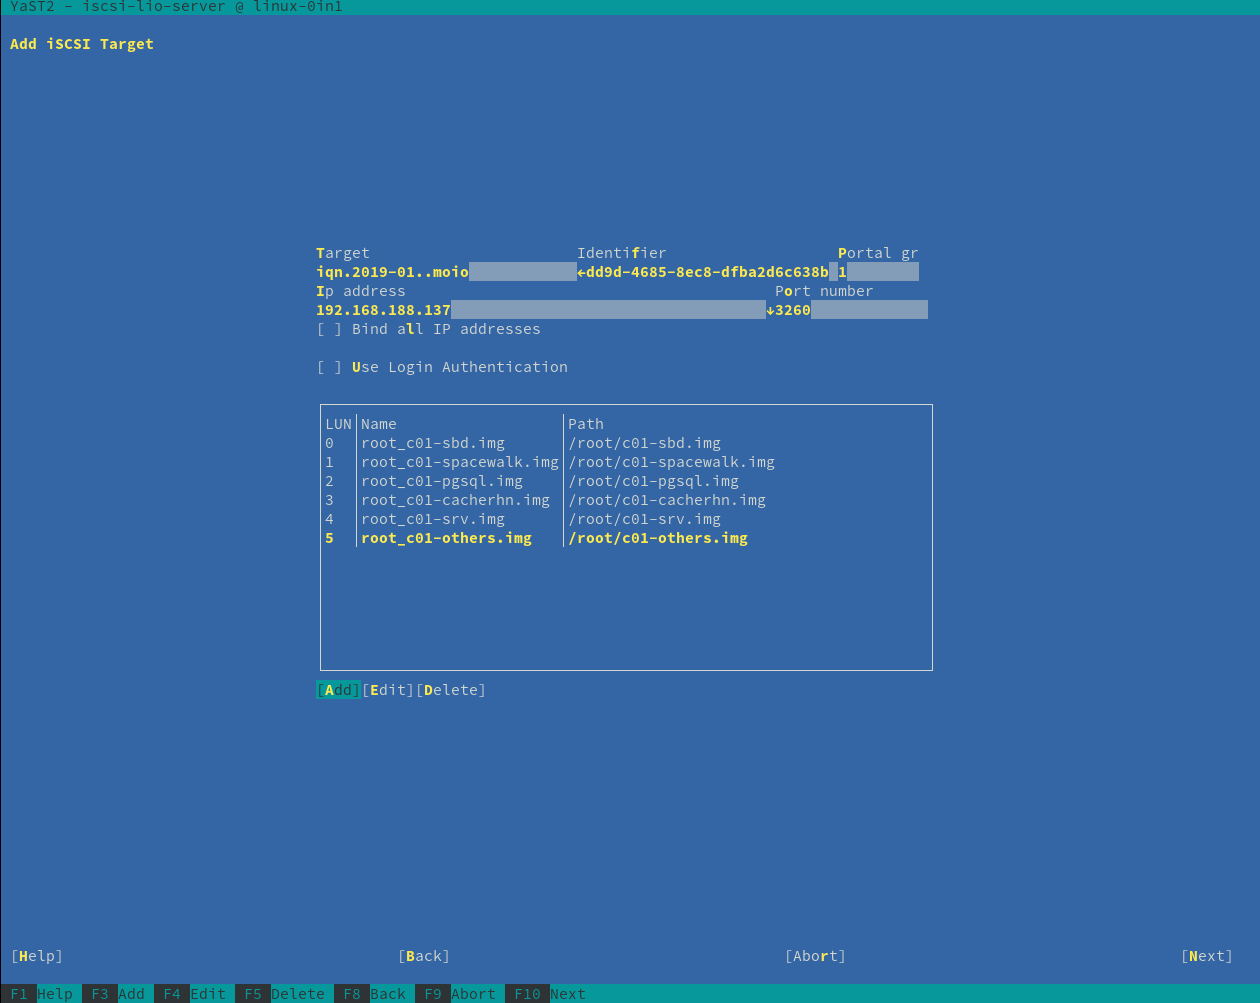 YaST2 - iscsi-lio-server @ linux-0in1
Add iSCSI Target
Target Identifier Portal gr
iqn.2019-01..moio ←dd9d-4685-8ec8-dfba2d6c638b 1
Ip address Port number
192.168.188.137 ↓3260
[ ] Bind all IP addresses
[ ] Use Login Authentication
LUN Name Path
0 root_c01-sbd.img /root/c01-sbd.img
1 root_c01-spacewalk.img /root/c01-spacewalk.img
2 root_c01-pgsql.img /root/c01-pgsql.img
3 root_c01-cacherhn.img /root/c01-cacherhn.img
4 root_c01-srv.img /root/c01-srv.img
5 root_c01-others.img /root/c01-others.img
[Add][Edit][Delete]
[Help] [Back] [Abort] [Next]
F1 Help F3 Add F4 Edit F5 Delete F8 Back F9 Abort F10 Next